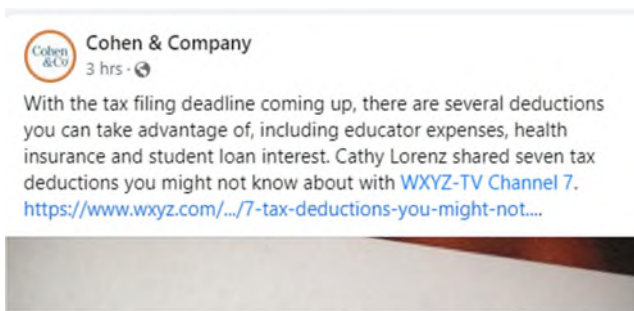 Cohen
&Co
Cohen & Company
3 hrs ·
With the tax filing deadline coming up, there are several deductions
you can take advantage of, including educator expenses, health
insurance and student loan interest. Cathy Lorenz shared seven tax
deductions you might not know about with WXYZ-TV Channel 7.
https://www.wxyz.com/.../7-tax-deductions-you-might-not....